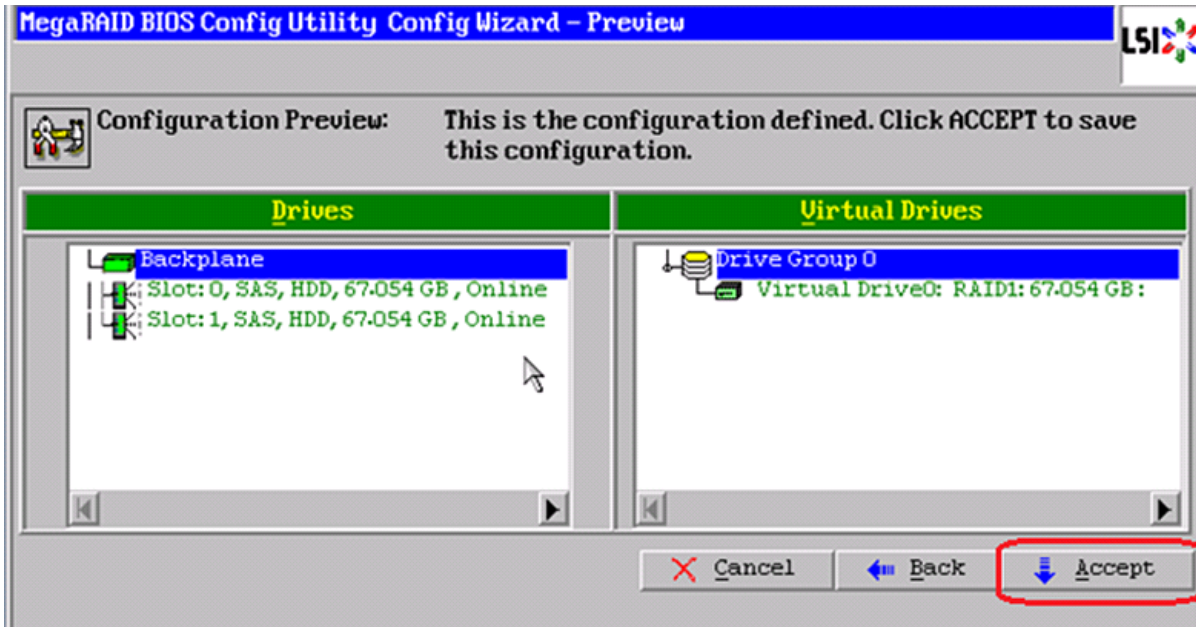 MegaRAID BIOS Config Utility Config Wizard - Preview
LSI
Configuration Preview: This is the configuration defined. Click ACCEPT to save
this configuration.
Drives
Virtual Drives
Backplane
Slot: 0, SAS, HDD, 67.054 GB , Online
Slot: 1, SAS, HDD, 67.054 GB , Online
Drive Group 0
Virtual Drive0: RAID1: 67.054 GB :
Cancel
Back
Accept